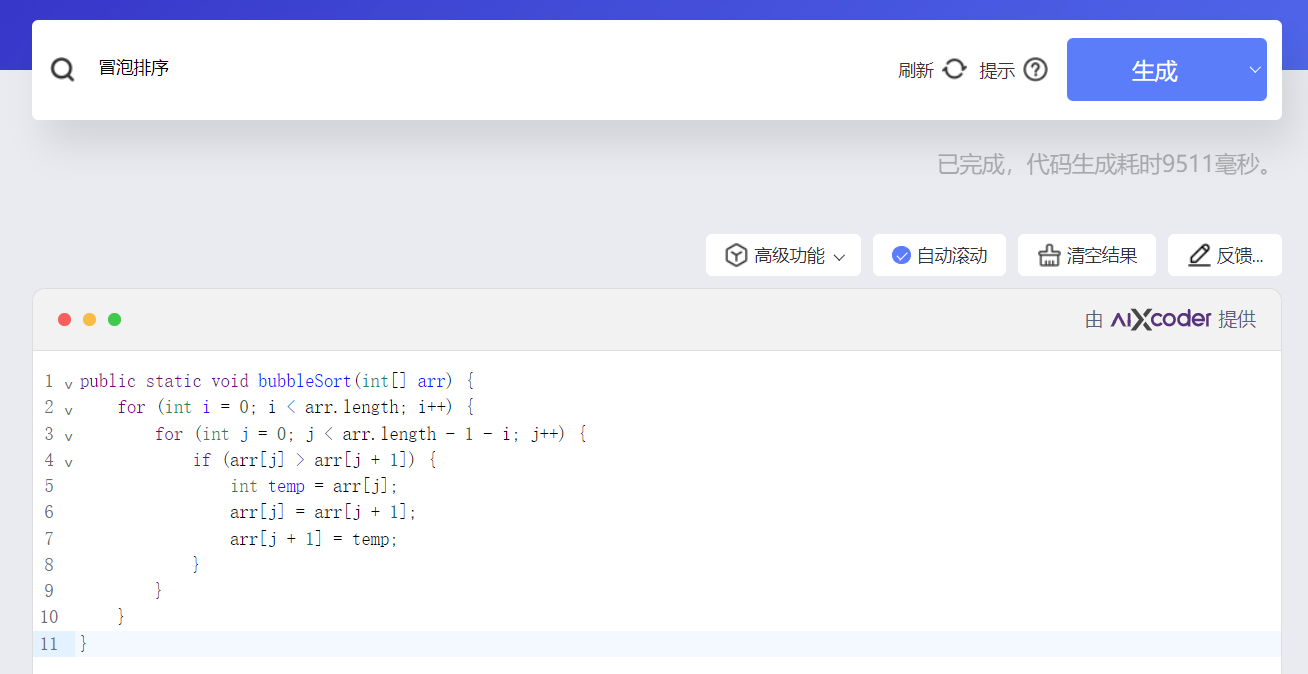 冒泡排序 刷新 提示 生成
已完成，代码生成耗时9511毫秒。
高级功能 自动滚动 清空结果 反馈...
由 aiXcoder 提供
1 public static void bubbleSort(int[] arr) {
2 for (int i = 0; i < arr.length; i++) {
3 for (int j = 0; j < arr.length - 1 - i; j++) {
4 if (arr[j] > arr[j + 1]) {
5 int temp = arr[j];
6 arr[j] = arr[j + 1];
7 arr[j + 1] = temp;
8 }
9 }
10 }
11 }